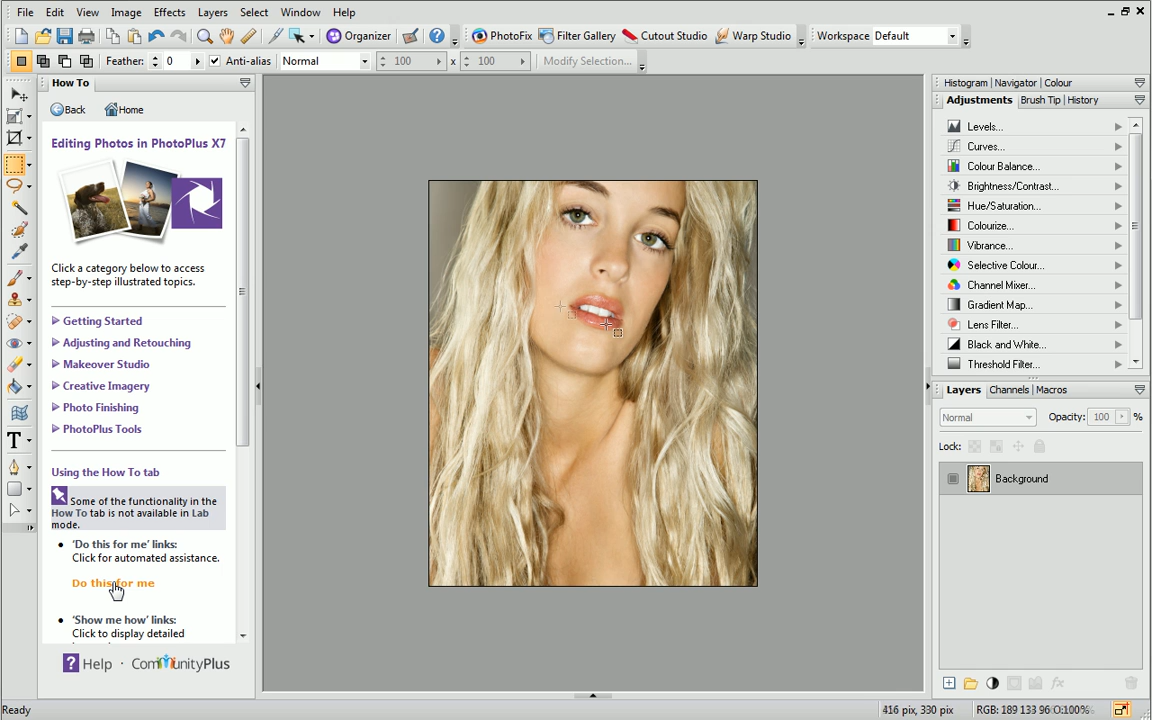 File Edit View Image Effects Layers Select Window Help
Organizer PhotoFix Filter Gallery Cutout Studio Warp Studio Workspace Default
Feather: 0 Anti-alias Normal 100 x 100 Modify Selection...
How To
Back Home
Editing Photos in PhotoPlus X7
Click a category below to access
step-by-step illustrated topics.
Getting Started
Adjusting and Retouching
Makeover Studio
Creative Imagery
Photo Finishing
PhotoPlus Tools
Using the How To tab
Some of the functionality in the
How To tab is not available in Lab
mode.
'Do this for me' links:
Click for automated assistance.
Do this for me
'Show me how' links:
Click to display detailed
Help · CommunityPlus
Histogram | Navigator | Colour
Adjustments Brush Tip | History
Levels...
Curves...
Colour Balance...
Brightness/Contrast...
Hue/Saturation...
Colourize...
Vibrance...
Selective Colour...
Channel Mixer...
Gradient Map...
Lens Filter...
Black and White...
Threshold Filter...
Layers Channels | Macros
Normal Opacity: 100 %
Lock:
Background
Ready 416 pix, 330 pix RGB: 189 133 96 O:100%